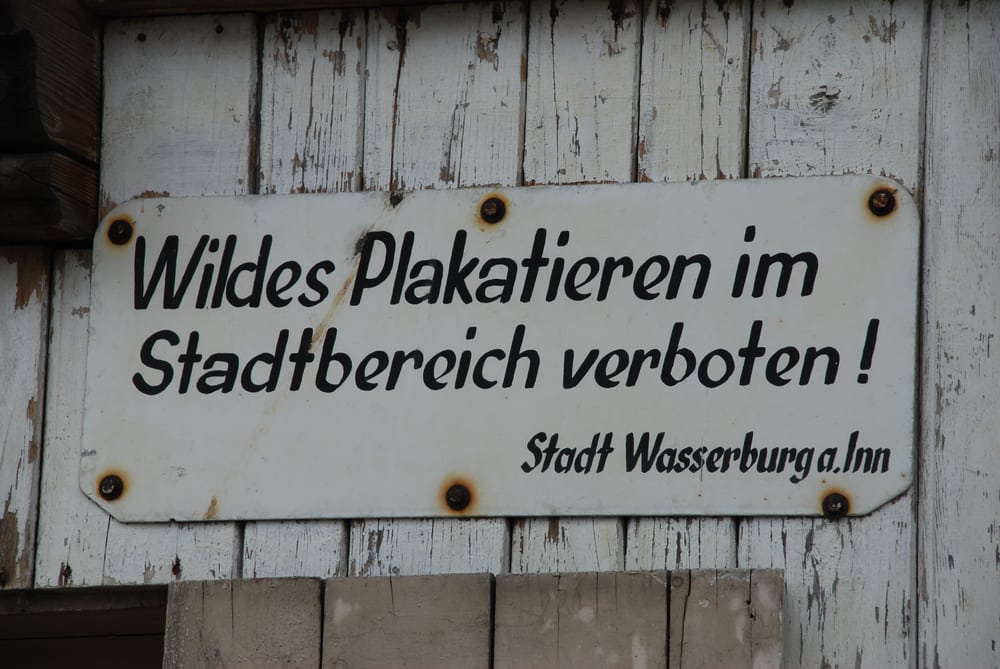 Wildes Plakatieren im
Stadtbereich verboten !
Stadt Wasserburg a.Inn